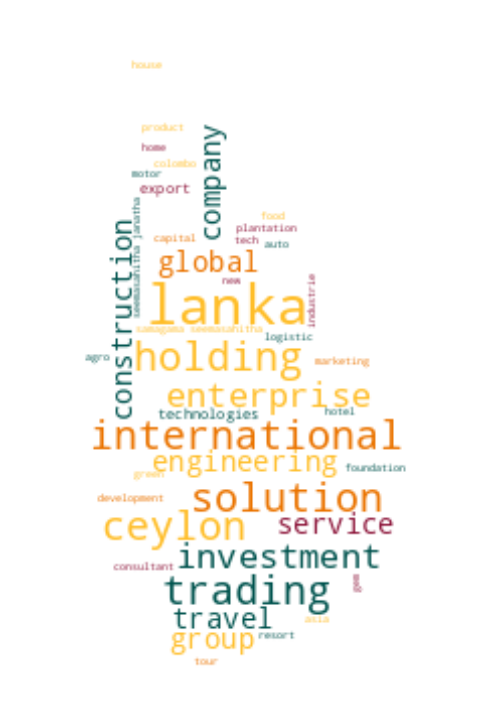 house
product
home
colombo
motor
export
company
seemasahitha janatha
food
plantation
tech
auto
capital
construction
global
new
industrie
lanka
samagama seemasahitha
logistic
agro
holding
marketing
enterprise
technologies
hotel
international
engineering
foundation
green
development
solution
ceylon
service
investment
consultant
gem
trading
travel
asia
group
resort
tour